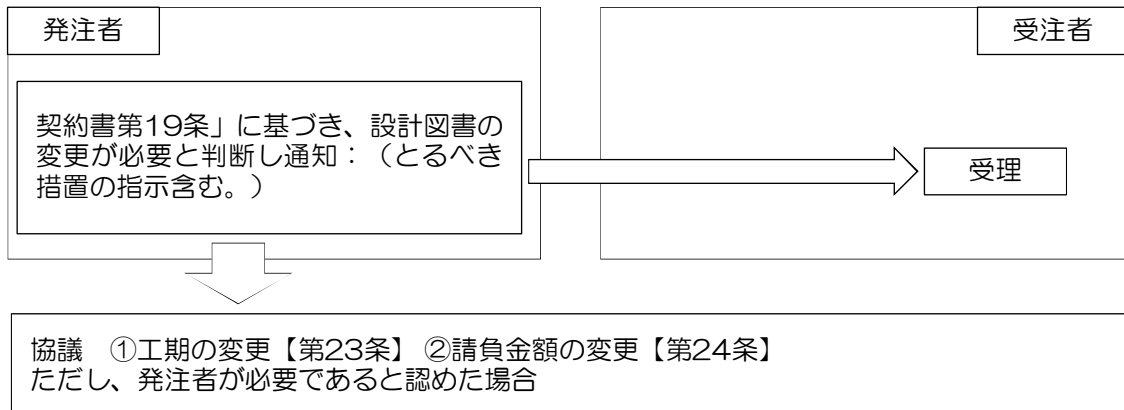 発注者
受注者
契約書第19条」に基づき、設計図書の
変更が必要と判断し通知：（とるべき
措置の指示含む。）
受理
協議　①工期の変更【第23条】 ②請負金額の変更【第24条】
ただし、発注者が必要であると認めた場合